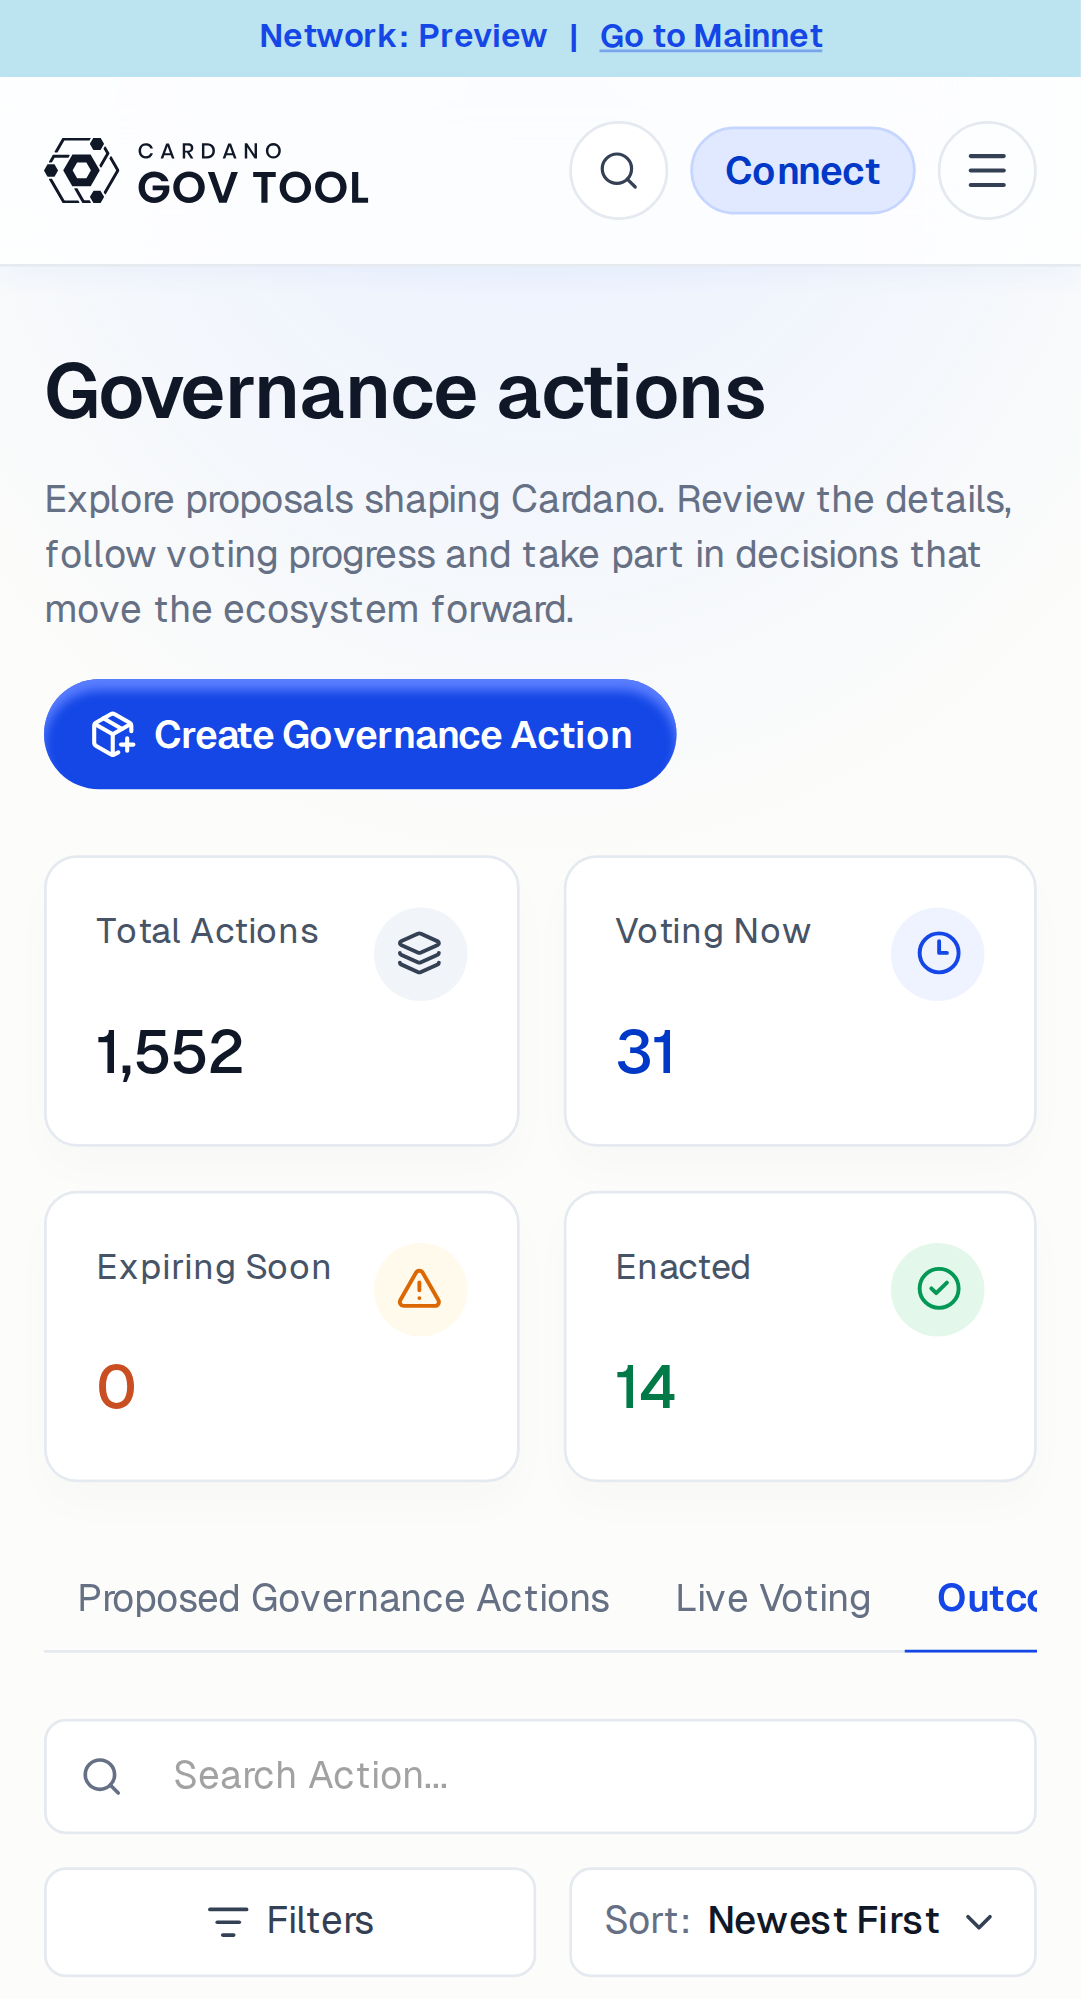 Network: Preview | Go to Mainnet
CARDANO
GOV TOOL
Connect
Governance actions
Explore proposals shaping Cardano. Review the details,
follow voting progress and take part in decisions that
move the ecosystem forward.
Create Governance Action
Total Actions
1,552
Voting Now
31
Expiring Soon
0
Enacted
14
Proposed Governance Actions Live Voting
Search Action...
Filters
Sort: Newest First